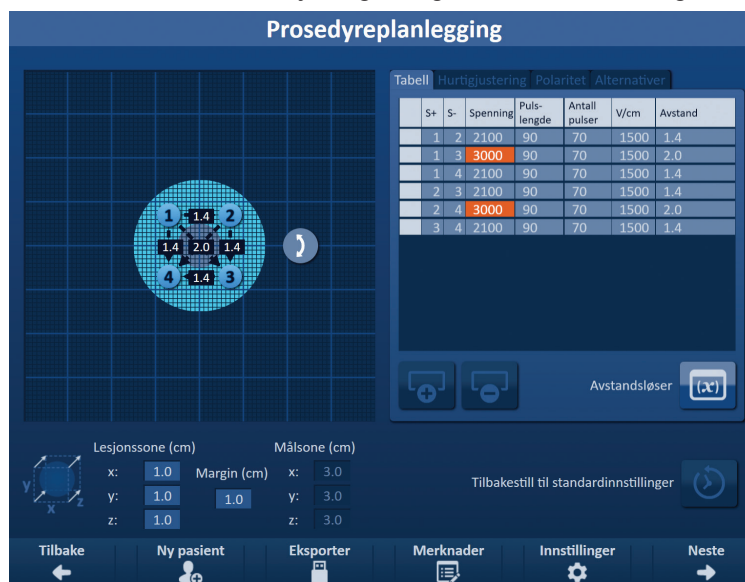 Prosedyreplanlegging
Tabell Hurtigjustering Polaritet Alternativer
S+ S- Spenning Puls-lengde Antall pulser V/cm Avstand
1 2 2100 90 70 1500 1.4
1 3 3000 90 70 1500 2.0
1 4 2100 90 70 1500 1.4
2 3 2100 90 70 1500 1.4
2 4 3000 90 70 1500 2.0
3 4 2100 90 70 1500 1.4
1 1.4 2
1.4 2.0 1.4
4 1.4 3
Avstandsløser (x)
Lesjonssone (cm) Målsone (cm)
x: 1.0 Margin (cm) x: 3.0
y: 1.0 1.0 y: 3.0
z: 1.0 z: 3.0
y x z
Tilbakestill til standardinnstillinger
Tilbake Ny pasient Eksporter Merknader Innstillinger Neste